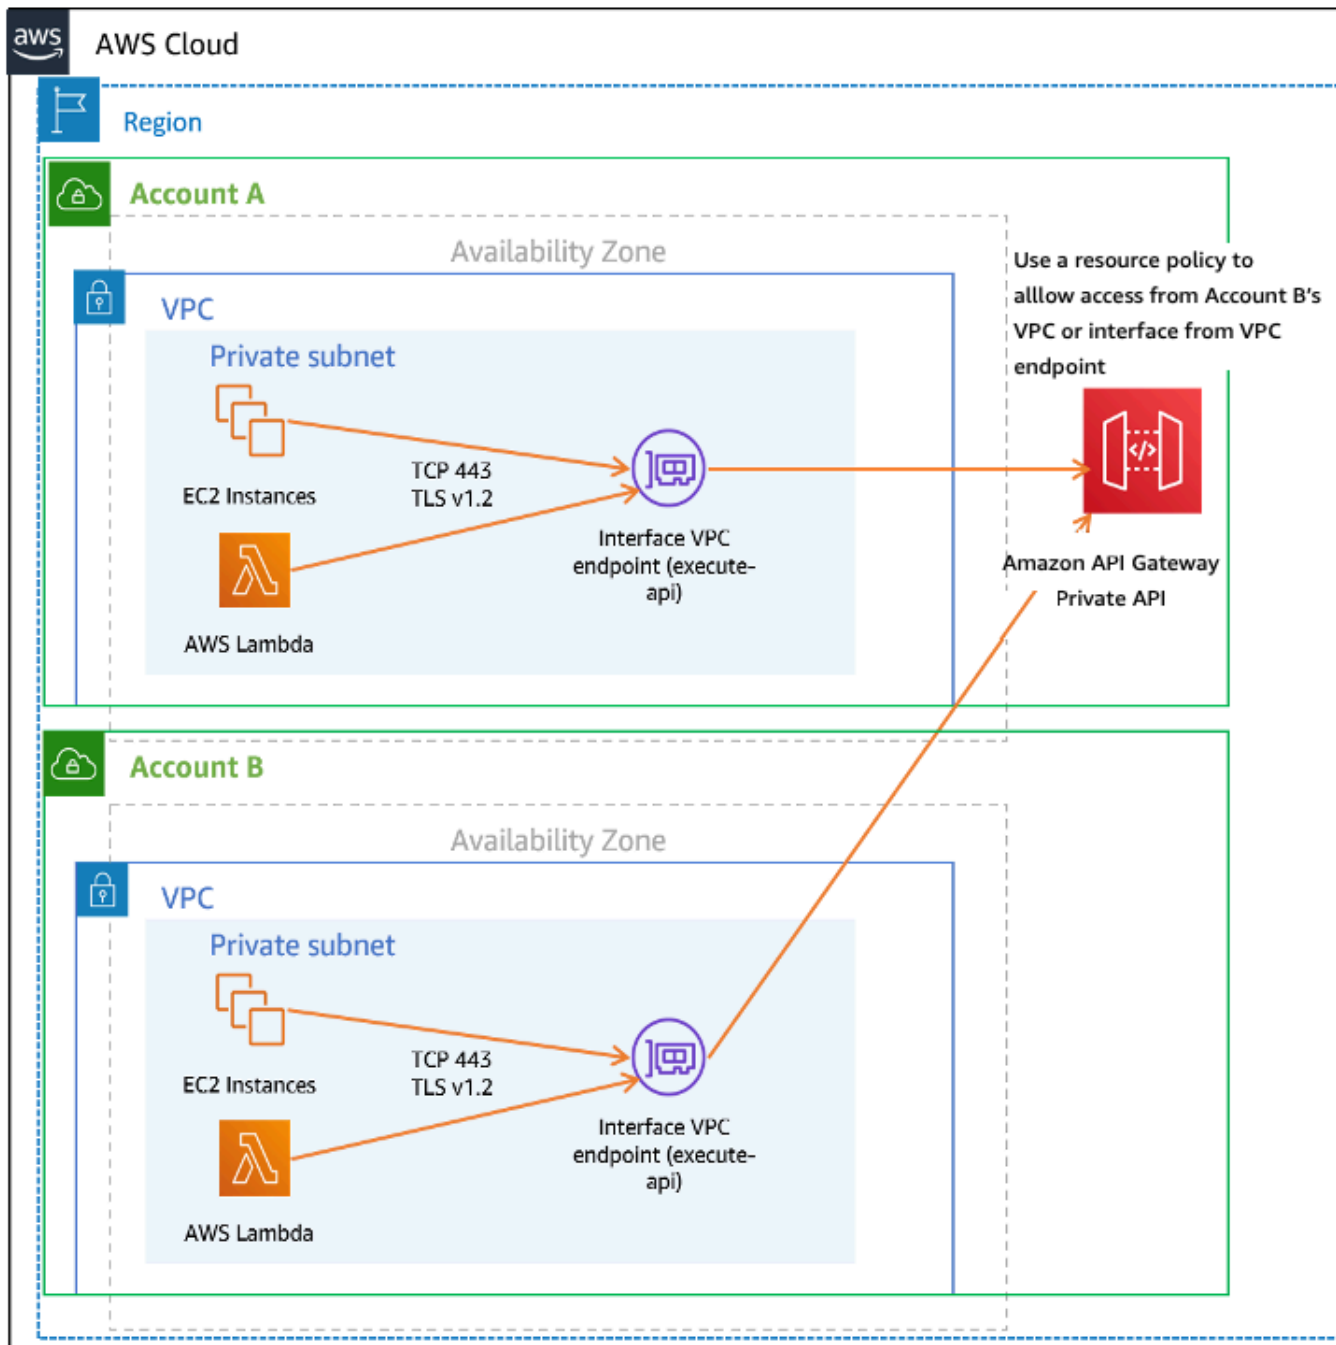 aws
AWS Cloud
Region
Account A
Availability Zone
Use a resource policy to
alllow access from Account B's
VPC or interface from VPC
endpoint
VPC
Private subnet
EC2 Instances
TCP 443
TLS v1.2
Interface VPC
endpoint (execute-
api)
AWS Lambda
Amazon API Gateway
Private API
Account B
Availability Zone
VPC
Private subnet
EC2 Instances
TCP 443
TLS v1.2
Interface VPC
endpoint (execute-
api)
AWS Lambda